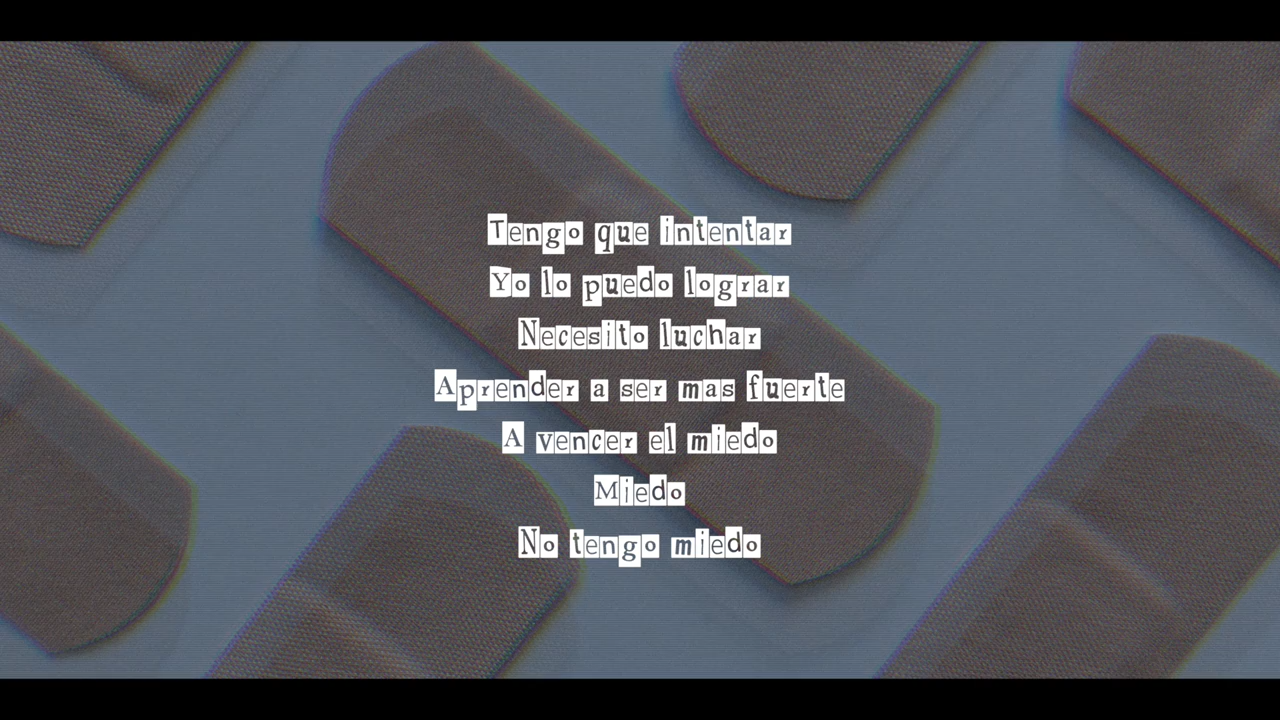 Tengo que intentar
Yo lo puedo lograr
Necesito luchar
Aprender a ser mas fuerte
A vencer el miedo
Miedo
No tengo miedo